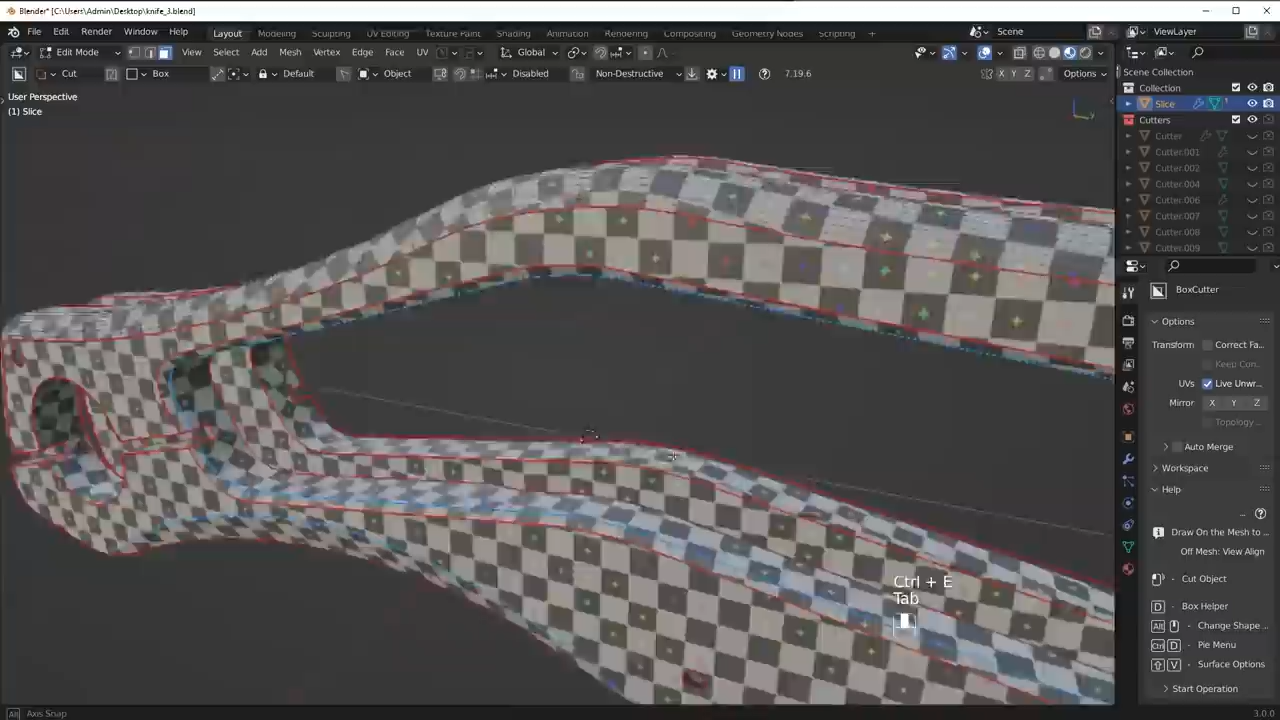 Blender* [C:\Users\Admin\Desktop\knife_3.blend]
File Edit Render Window Help Layout Modeling Sculpting UV Editing Texture Paint Shading Animation Rendering Compositing Geometry Nodes Scripting + Scene ViewLayer
Edit Mode View Select Add Mesh Vertex Edge Face UV Global
Cut Box Default Object Disabled Non-Destructive 7.19.6 X Y Z Options
User Perspective
(1) Slice
Scene Collection
Collection
Slice
Cutters
Cutter
Cutter.001
Cutter.002
Cutter.004
Cutter.006
Cutter.007
Cutter.008
Cutter.009
BoxCutter
Options
Transform Correct Fa...
Keep Con...
UVs Live Unwr...
Mirror X Y Z
Topology...
Auto Merge
Workspace
Help
...
Draw On the Mesh to ...
Off Mesh: View Align
Cut Object
D - Box Helper
Alt - Change Shape...
Ctrl D - Pie Menu
V - Surface Options
Start Operation
Ctrl + E
Tab
Alt Axis Snap
3.0.0